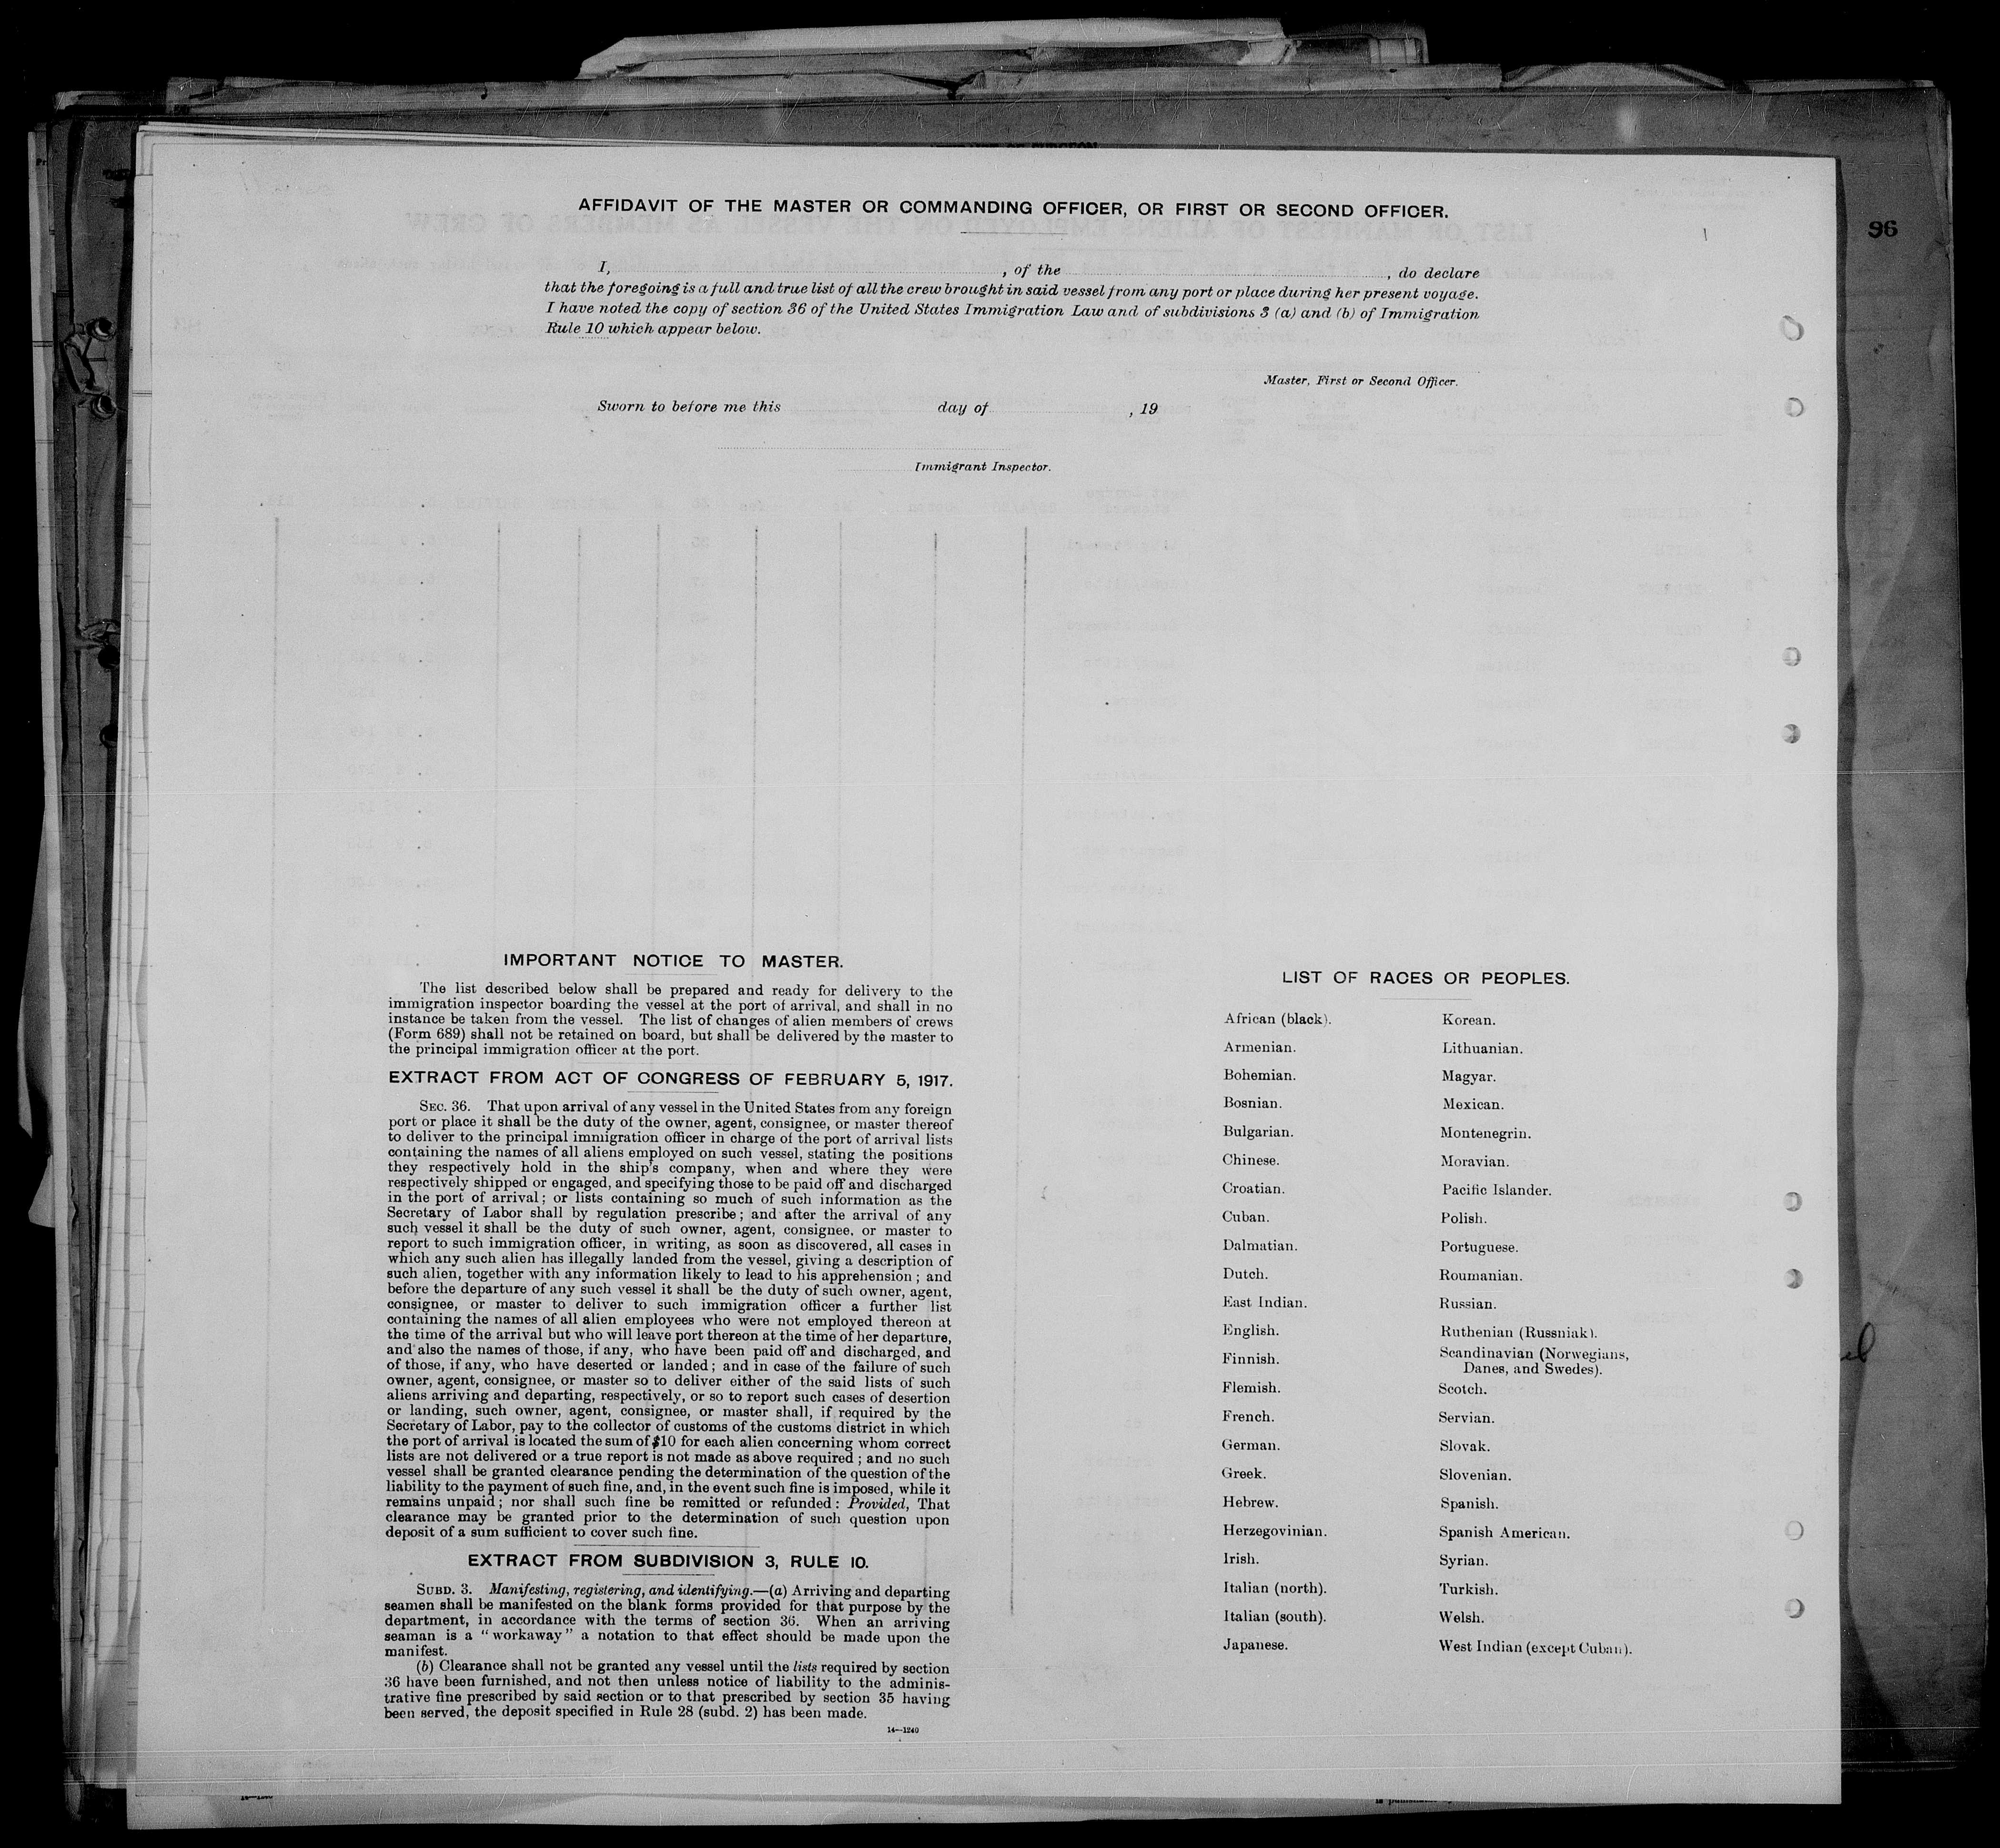 96
AFFIDAVIT OF THE MASTER OR COMMANDING OFFICER, OR FIRST OR SECOND OFFICER.
I, , of the , do declare
that the foregoing is a full and true list of all the crew brought in said vessel from any port or place during her present voyage.
I have noted the copy of section 36 of the United States Immigration Law and of subdivisions 3 (a) and (b) of Immigration
Rule 10 which appear below.
Master, First or Second Officer.
Sworn to before me this day of , 19
Immigrant Inspector.
IMPORTANT NOTICE TO MASTER.
The list described below shall be prepared and ready for delivery to the
immigration inspector boarding the vessel at the port of arrival, and shall in no
instance be taken from the vessel. The list of changes of alien members of crews
(Form 689) shall not be retained on board, but shall be delivered by the master to
the principal immigration officer at the port.
EXTRACT FROM ACT OF CONGRESS OF FEBRUARY 5, 1917.
SEC. 36. That upon arrival of any vessel in the United States from any foreign
port or place it shall be the duty of the owner, agent, consignee, or master thereof
to deliver to the principal immigration officer in charge of the port of arrival lists
containing the names of all aliens employed on such vessel, stating the positions
they respectively hold in the ship's company, when and where they were
respectively shipped or engaged, and specifying those to be paid off and discharged
in the port of arrival; or lists containing so much of such information as the
Secretary of Labor shall by regulation prescribe; and after the arrival of any
such vessel it shall be the duty of such owner, agent, consignee, or master to
report to such immigration officer, in writing, as soon as discovered, all cases in
which any such alien has illegally landed from the vessel, giving a description of
such alien, together with any information likely to lead to his apprehension; and
before the departure of any such vessel it shall be the duty of such owner, agent,
consignee, or master to deliver to such immigration officer a further list
containing the names of all alien employees who were not employed thereon at
the time of the arrival but who will leave port thereon at the time of her departure,
and also the names of those, if any, who have been paid off and discharged, and
of those, if any, who have deserted or landed; and in case of the failure of such
owner, agent, consignee, or master so to deliver either of the said lists of such
aliens arriving and departing, respectively, or so to report such cases of desertion
or landing, such owner, agent, consignee, or master shall, if required by the
Secretary of Labor, pay to the collector of customs of the customs district in which
the port of arrival is located the sum of $10 for each alien concerning whom correct
lists are not delivered or a true report is not made as above required; and no such
vessel shall be granted clearance pending the determination of the question of the
liability to the payment of such fine, and, in the event such fine is imposed, while it
remains unpaid; nor shall such fine be remitted or refunded: Provided, That
clearance may be granted prior to the determination of such question upon
deposit of a sum sufficient to cover such fine.
EXTRACT FROM SUBDIVISION 3, RULE 10.
SUBD. 3. Manifesting, registering, and identifying.—(a) Arriving and departing
seamen shall be manifested on the blank forms provided for that purpose by the
department, in accordance with the terms of section 36. When an arriving
seaman is a "workaway" a notation to that effect should be made upon the
manifest.
(b) Clearance shall not be granted any vessel until the lists required by section
36 have been furnished, and not then unless notice of liability to the adminis-
trative fine prescribed by said section or to that prescribed by section 35 having
been served, the deposit specified in Rule 28 (subd. 2) has been made.
14—1240
LIST OF RACES OR PEOPLES.
African (black).
Armenian.
Bohemian.
Bosnian.
Bulgarian.
Chinese.
Croatian.
Cuban.
Dalmatian.
Dutch.
East Indian.
English.
Finnish.
Flemish.
French.
German.
Greek.
Hebrew.
Herzegovinian.
Irish.
Italian (north).
Italian (south).
Japanese.
Korean.
Lithuanian.
Magyar.
Mexican.
Montenegrin.
Moravian.
Pacific Islander.
Polish.
Portuguese.
Roumanian.
Russian.
Ruthenian (Russniak).
Scandinavian (Norwegians,
Danes, and Swedes).
Scotch.
Servian.
Slovak.
Slovenian.
Spanish.
Spanish American.
Syrian.
Turkish.
Welsh.
West Indian (except Cuban).